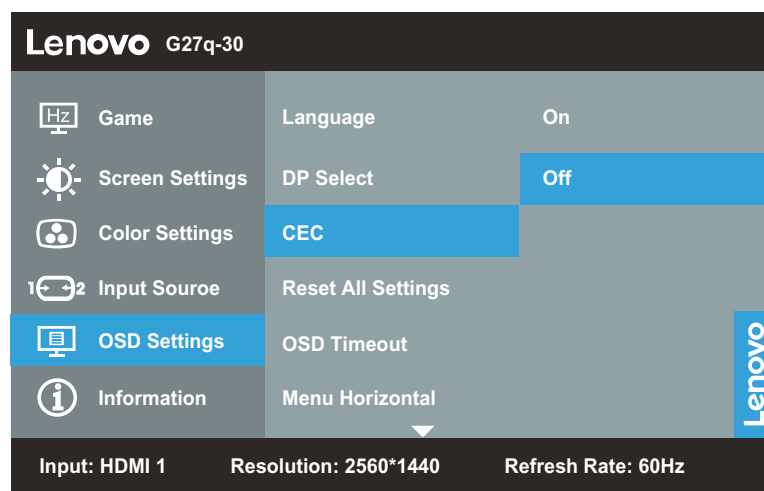 Lenovo G27q-30
Hz Game
Screen Settings
Color Settings
1 2 Input Souroe
OSD Settings
Information
Language
DP Select
CEC
Reset All Settings
OSD Timeout
Menu Horizontal
On
Off
Lenovo
Input: HDMI 1 Resolution: 2560*1440 Refresh Rate: 60Hz